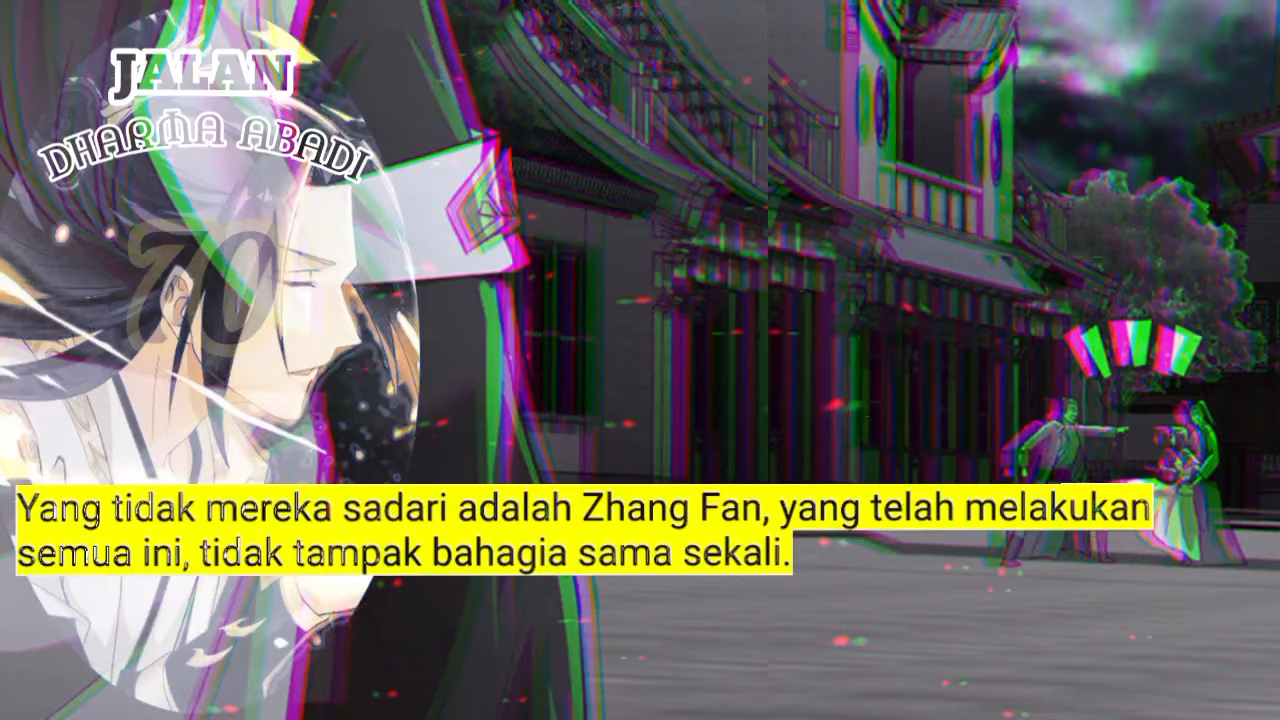 JALAN
DHARMA ABADI
70
Yang tidak mereka sadari adalah Zhang Fan, yang telah melakukan
semua ini, tidak tampak bahagia sama sekali.